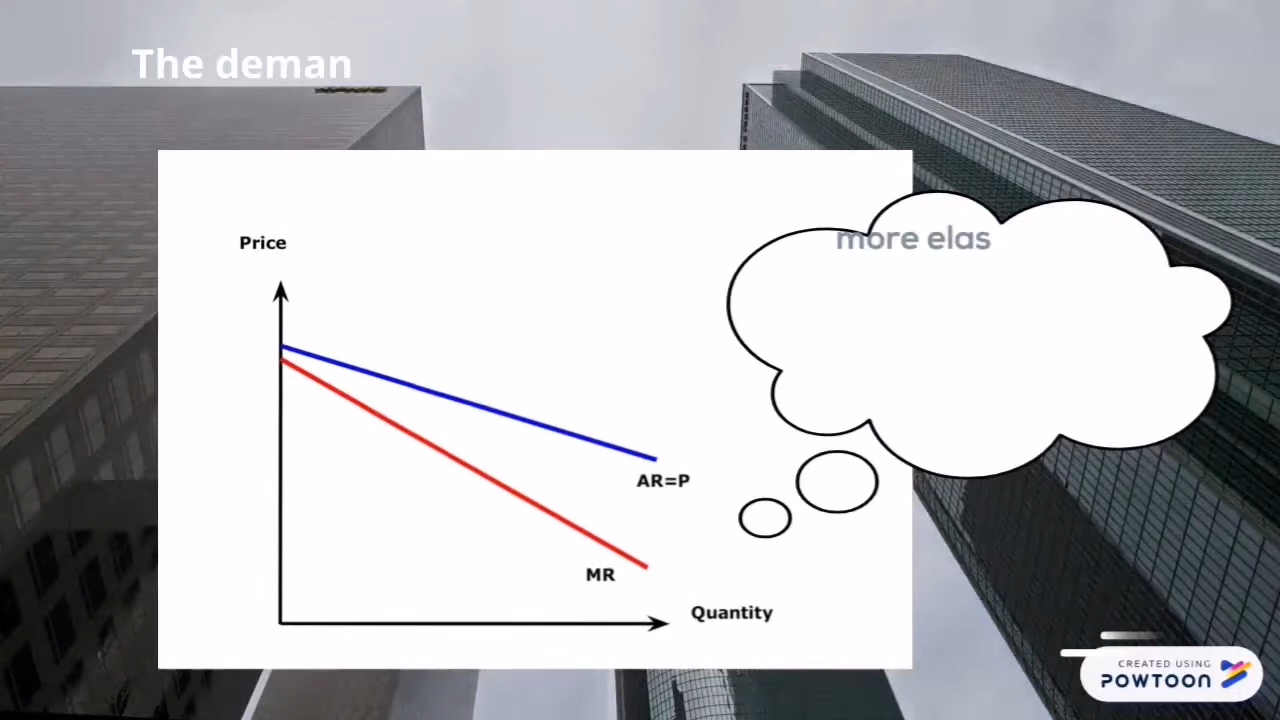 The deman
more elas
Price
AR=P
MR
Quantity
CREATED USING
POWTOON